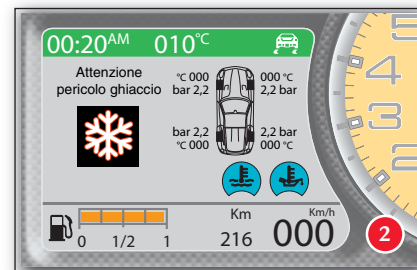 00:20AM 010°C
Attenzione
pericolo ghiaccio
°C 000 000 °C
bar 2,2 2,2 bar
bar 2,2 2,2 bar
°C 000 000 °C
Km Km/h
216 000
0 1/2 1
5
4
3
2
2